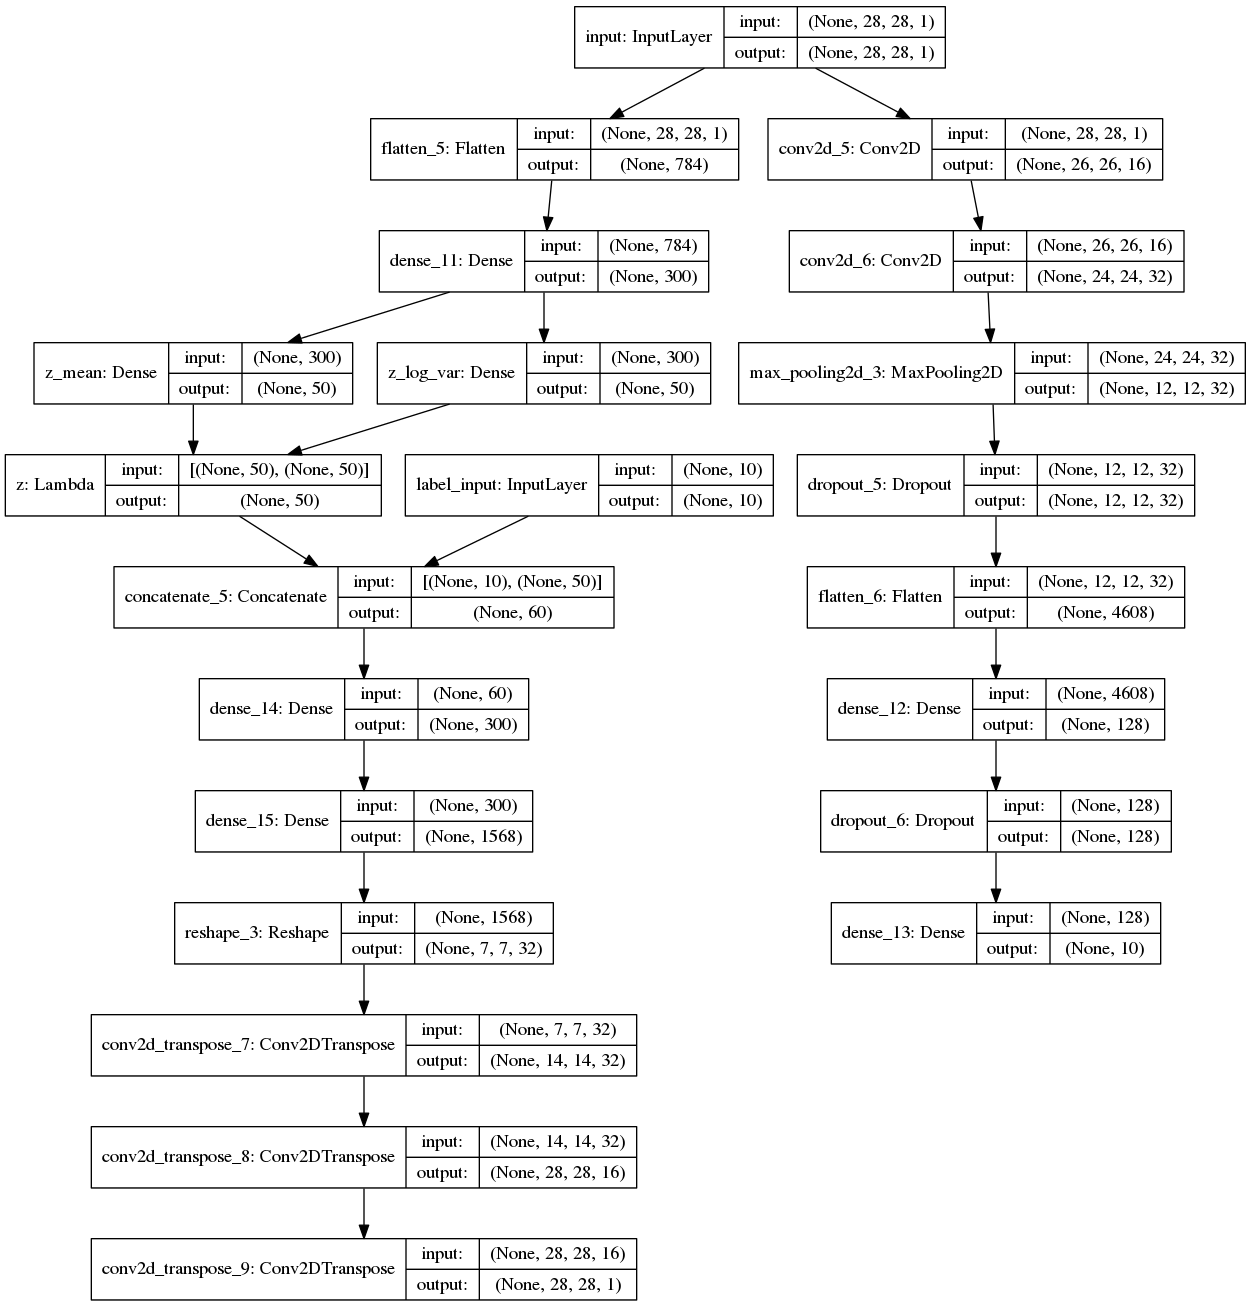 input: InputLayer
input: (None, 28, 28, 1)
output: (None, 28, 28, 1)
flatten_5: Flatten
input: (None, 28, 28, 1)
output: (None, 784)
conv2d_5: Conv2D
input: (None, 28, 28, 1)
output: (None, 26, 26, 16)
dense_11: Dense
input: (None, 784)
output: (None, 300)
conv2d_6: Conv2D
input: (None, 26, 26, 16)
output: (None, 24, 24, 32)
z_mean: Dense
input: (None, 300)
output: (None, 50)
z_log_var: Dense
input: (None, 300)
output: (None, 50)
max_pooling2d_3: MaxPooling2D
input: (None, 24, 24, 32)
output: (None, 12, 12, 32)
z: Lambda
input: [(None, 50), (None, 50)]
output: (None, 50)
label_input: InputLayer
input: (None, 10)
output: (None, 10)
dropout_5: Dropout
input: (None, 12, 12, 32)
output: (None, 12, 12, 32)
concatenate_5: Concatenate
input: [(None, 10), (None, 50)]
output: (None, 60)
flatten_6: Flatten
input: (None, 12, 12, 32)
output: (None, 4608)
dense_14: Dense
input: (None, 60)
output: (None, 300)
dense_12: Dense
input: (None, 4608)
output: (None, 128)
dense_15: Dense
input: (None, 300)
output: (None, 1568)
dropout_6: Dropout
input: (None, 128)
output: (None, 128)
reshape_3: Reshape
input: (None, 1568)
output: (None, 7, 7, 32)
dense_13: Dense
input: (None, 128)
output: (None, 10)
conv2d_transpose_7: Conv2DTranspose
input: (None, 7, 7, 32)
output: (None, 14, 14, 32)
conv2d_transpose_8: Conv2DTranspose
input: (None, 14, 14, 32)
output: (None, 28, 28, 16)
conv2d_transpose_9: Conv2DTranspose
input: (None, 28, 28, 16)
output: (None, 28, 28, 1)